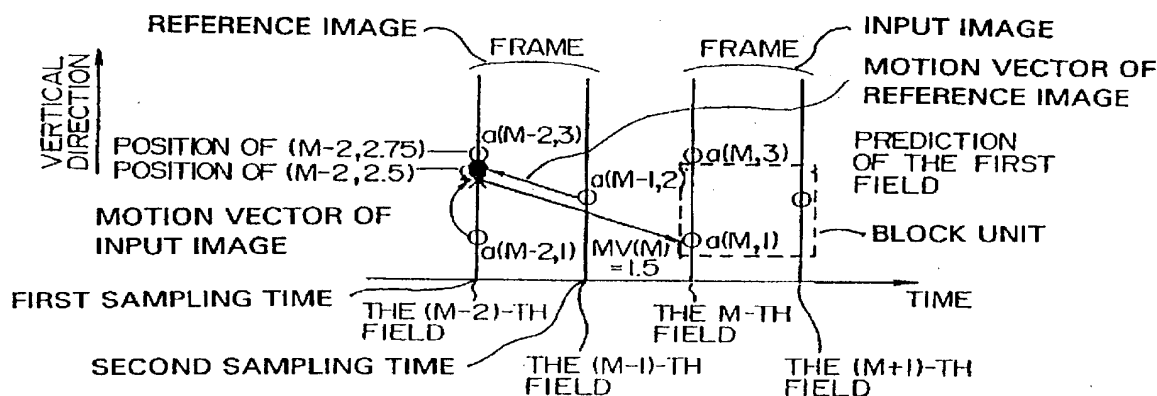 REFERENCE IMAGE
FRAME
FRAME
INPUT IMAGE
MOTION VECTOR OF
REFERENCE IMAGE
VERTICAL
DIRECTION
a(M-2,3)
POSITION OF (M-2,2.75)
POSITION OF (M-2,2.5)
a(M-1,2)
a(M,3)
PREDICTION
OF THE FIRST
FIELD
MOTION VECTOR OF
INPUT IMAGE
a(M-2,1)
MV(M)
=1.5
a(M,1)
BLOCK UNIT
FIRST SAMPLING TIME
TIME
THE (M-2)-TH
FIELD
THE M-TH
FIELD
SECOND SAMPLING TIME
THE (M-1)-TH
FIELD
THE (M+1)-TH
FIELD